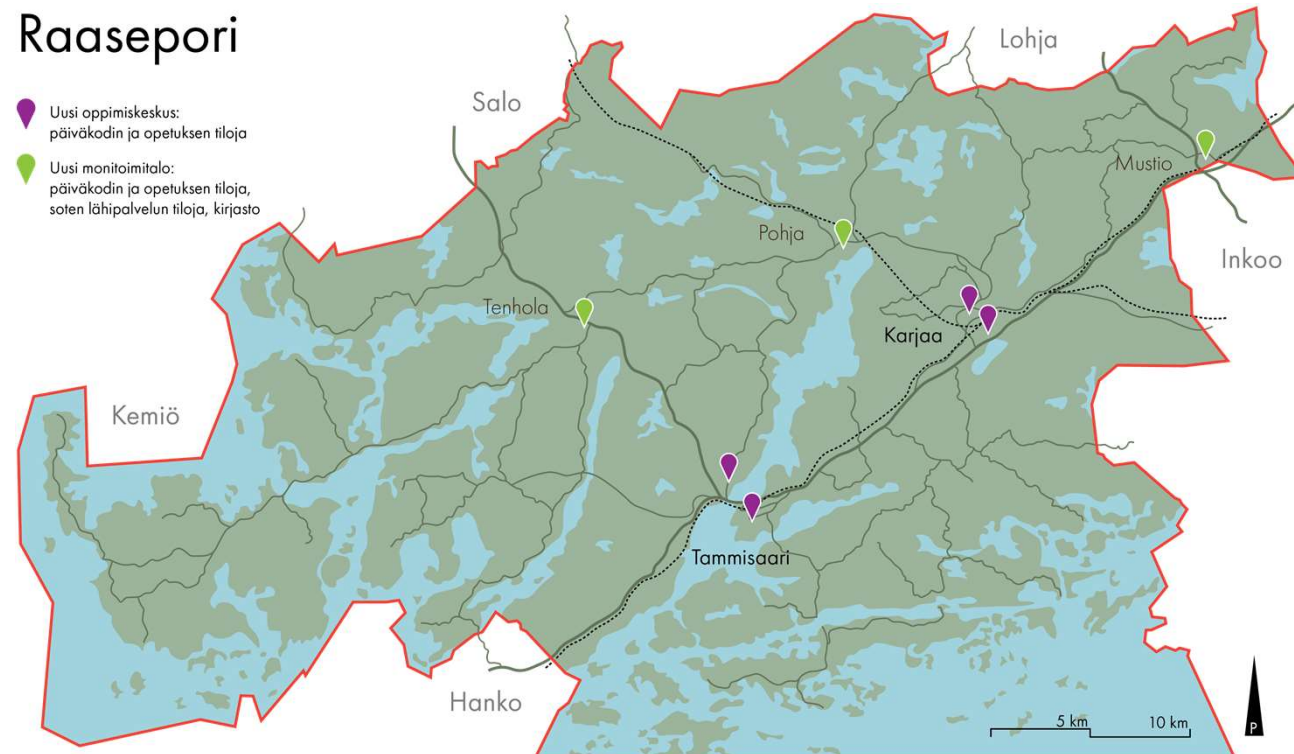 Raasepori
Uusi oppimiskeskus:
päiväkodin ja opetuksen tiloja
Uusi monitoimitalo:
päiväkodin ja opetuksen tiloja,
soten lähipalvelun tiloja, kirjasto
Lohja
Salo
Mustio
Pohja
Inkoo
Tenhola
Karjaa
Kemiö
Tammisaari
Hanko
5 km
10 km
P